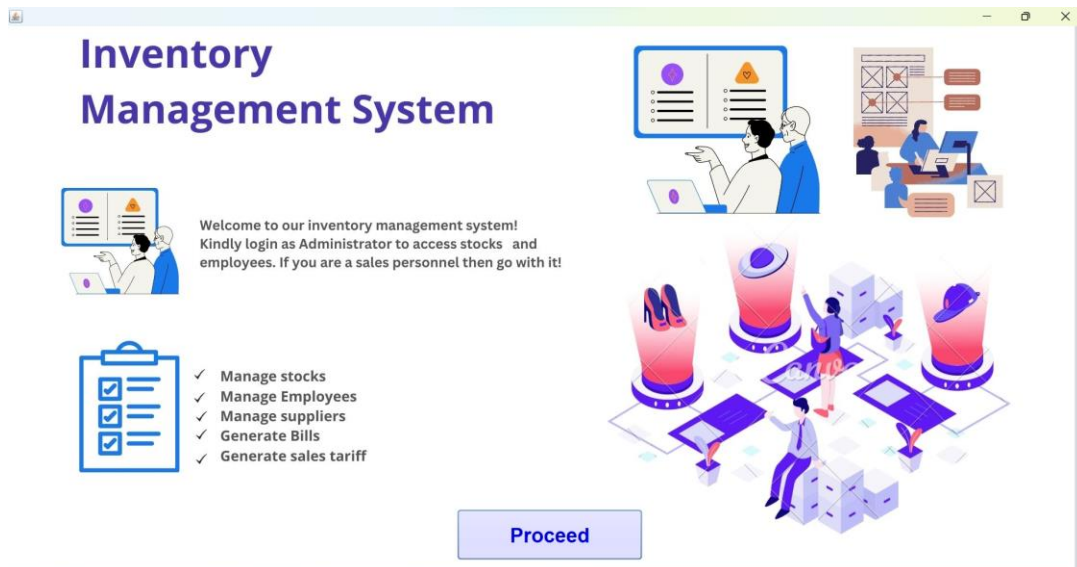 Inventory
Management System
Welcome to our inventory management system!
Kindly login as Administrator to access stocks and
employees. If you are a sales personnel then go with it!
Manage stocks
Manage Employees
Manage suppliers
Generate Bills
Generate sales tariff
Canva
Proceed